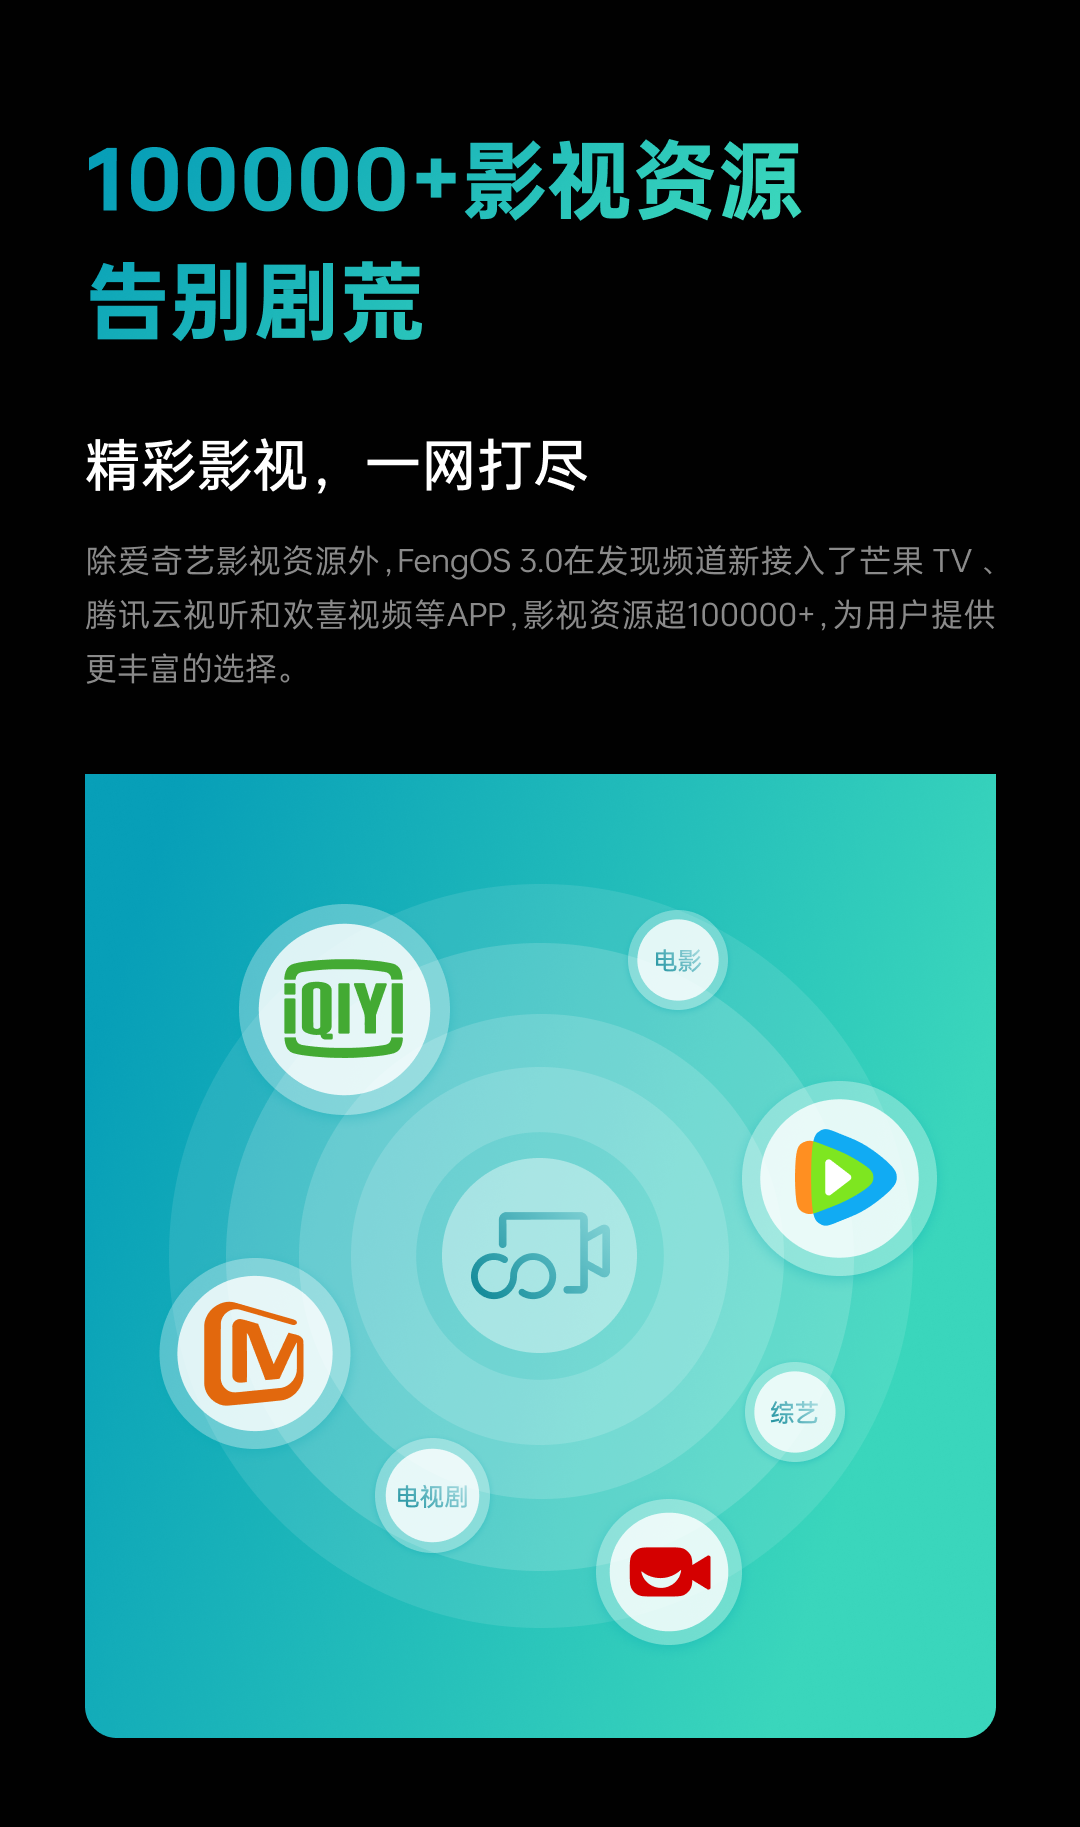 100000+影视资源
告别剧荒
精彩影视，一网打尽
除爱奇艺影视资源外,FengOS 3.0在发现频道新接入了芒果 TV 、
腾讯云视听和欢喜视频等APP,影视资源超100000+,为用户提供
更丰富的选择。
iQIYI
电影
综艺
电视剧